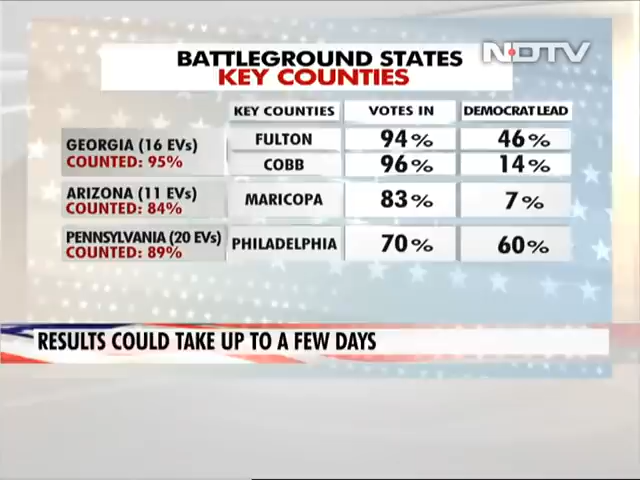 BATTLEGROUND STATES
NDTV
KEY COUNTIES
KEY COUNTIES VOTES IN DEMOCRAT LEAD
GEORGIA (16 EVs)
COUNTED: 95%
FULTON 94% 46%
COBB 96% 14%
ARIZONA (11 EVs)
COUNTED: 84%
MARICOPA 83% 7%
PENNSYLVANIA (20 EVs)
COUNTED: 89%
PHILADELPHIA 70% 60%
RESULTS COULD TAKE UP TO A FEW DAYS